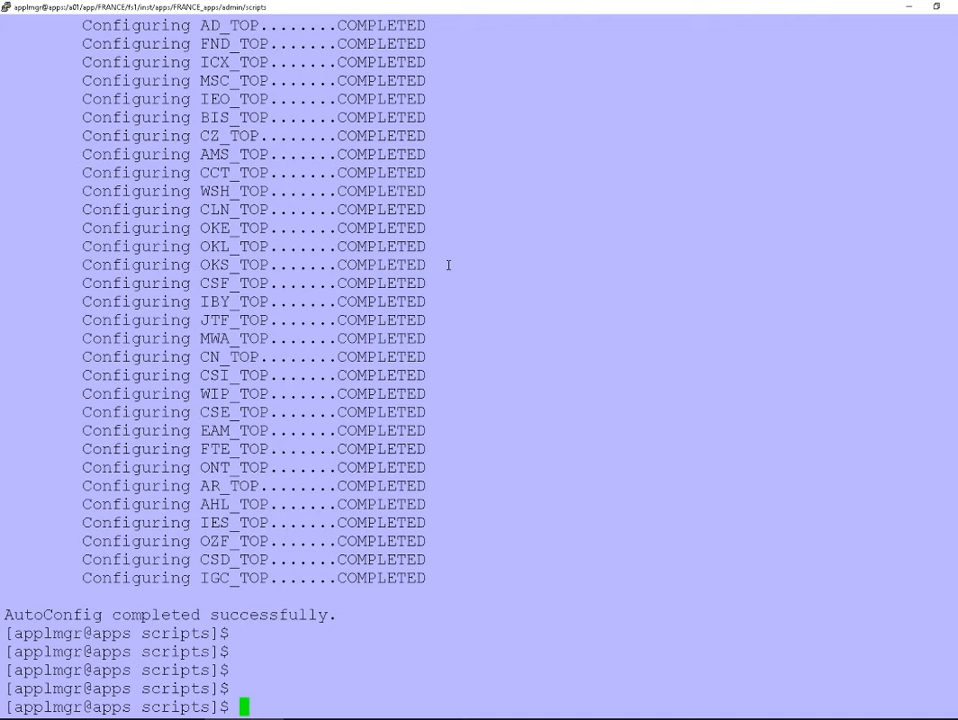 applmgr@apps:/a01/app/FRANCE/fs1/inst/apps/FRANCE_apps/admin/scripts
Configuring AD_TOP........COMPLETED
Configuring FND_TOP.......COMPLETED
Configuring ICX_TOP.......COMPLETED
Configuring MSC_TOP.......COMPLETED
Configuring IEO_TOP.......COMPLETED
Configuring BIS_TOP.......COMPLETED
Configuring CZ_TOP........COMPLETED
Configuring AMS_TOP.......COMPLETED
Configuring CCT_TOP.......COMPLETED
Configuring WSH_TOP.......COMPLETED
Configuring CLN_TOP.......COMPLETED
Configuring OKE_TOP.......COMPLETED
Configuring OKL_TOP.......COMPLETED
Configuring OKS_TOP.......COMPLETED
Configuring CSF_TOP.......COMPLETED
Configuring IBY_TOP.......COMPLETED
Configuring JTF_TOP.......COMPLETED
Configuring MWA_TOP.......COMPLETED
Configuring CN_TOP........COMPLETED
Configuring CSI_TOP.......COMPLETED
Configuring WIP_TOP.......COMPLETED
Configuring CSE_TOP.......COMPLETED
Configuring EAM_TOP.......COMPLETED
Configuring FTE_TOP.......COMPLETED
Configuring ONT_TOP.......COMPLETED
Configuring AR_TOP........COMPLETED
Configuring AHL_TOP.......COMPLETED
Configuring IES_TOP.......COMPLETED
Configuring OZF_TOP.......COMPLETED
Configuring CSD_TOP.......COMPLETED
Configuring IGC_TOP.......COMPLETED
AutoConfig completed successfully.
[applmgr@apps scripts]$
[applmgr@apps scripts]$
[applmgr@apps scripts]$
[applmgr@apps scripts]$
[applmgr@apps scripts]$